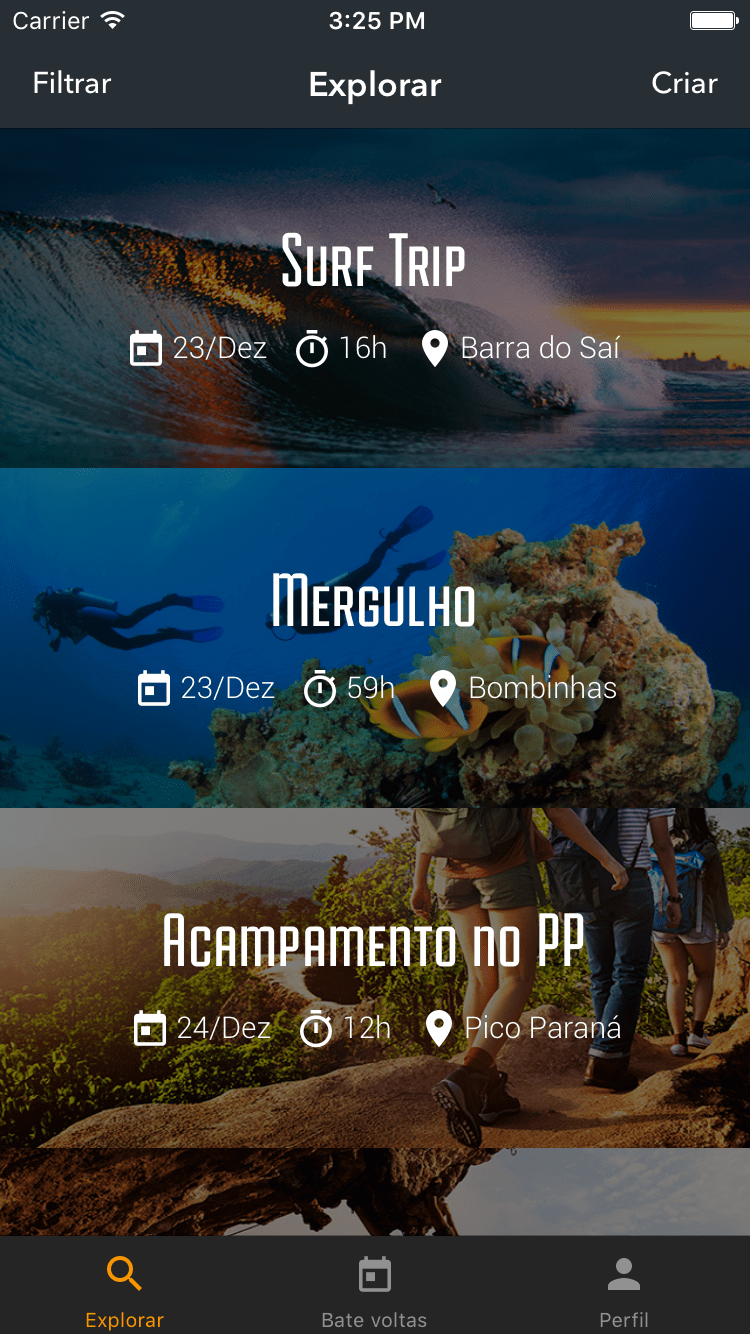 Carrier 3:25 PM
Filtrar Explorar Criar
Surf Trip
23/Dez 16h Barra do Saí
Mergulho
23/Dez 59h Bombinhas
Acampamento no PP
24/Dez 12h Pico Paraná
Explorar Bate voltas Perfil